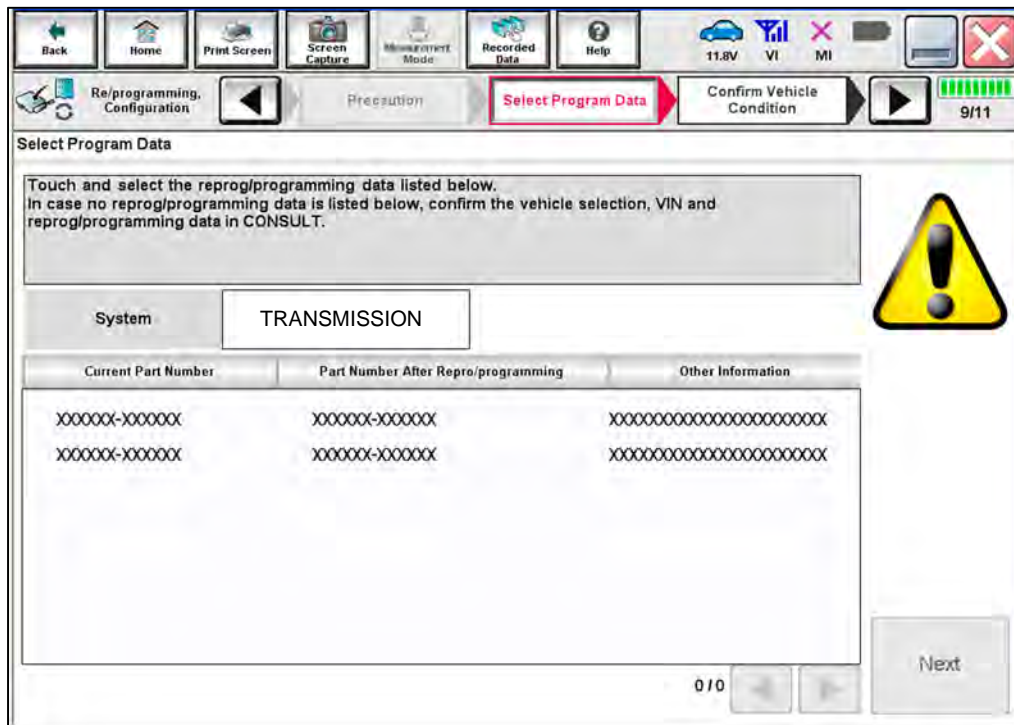 Back
Home
Print Screen
Screen Capture
Measurement Mode
Recorded Data
Help
11.8V
VI
MI
Re/programming, Configuration
Precaution
Select Program Data
Confirm Vehicle Condition
9/11
Select Program Data
Touch and select the reprog/programming data listed below.
In case no reprog/programming data is listed below, confirm the vehicle selection, VIN and
reprog/programming data in CONSULT.
System
TRANSMISSION
Current Part Number
Part Number After Repro/programming
Other Information
XXXXXX-XXXXXX
XXXXXX-XXXXXX
XXXXXXXXXXXXXXXXXXXXXXX
XXXXXX-XXXXXX
XXXXXX-XXXXXX
XXXXXXXXXXXXXXXXXXXXXXX
0/0
Next